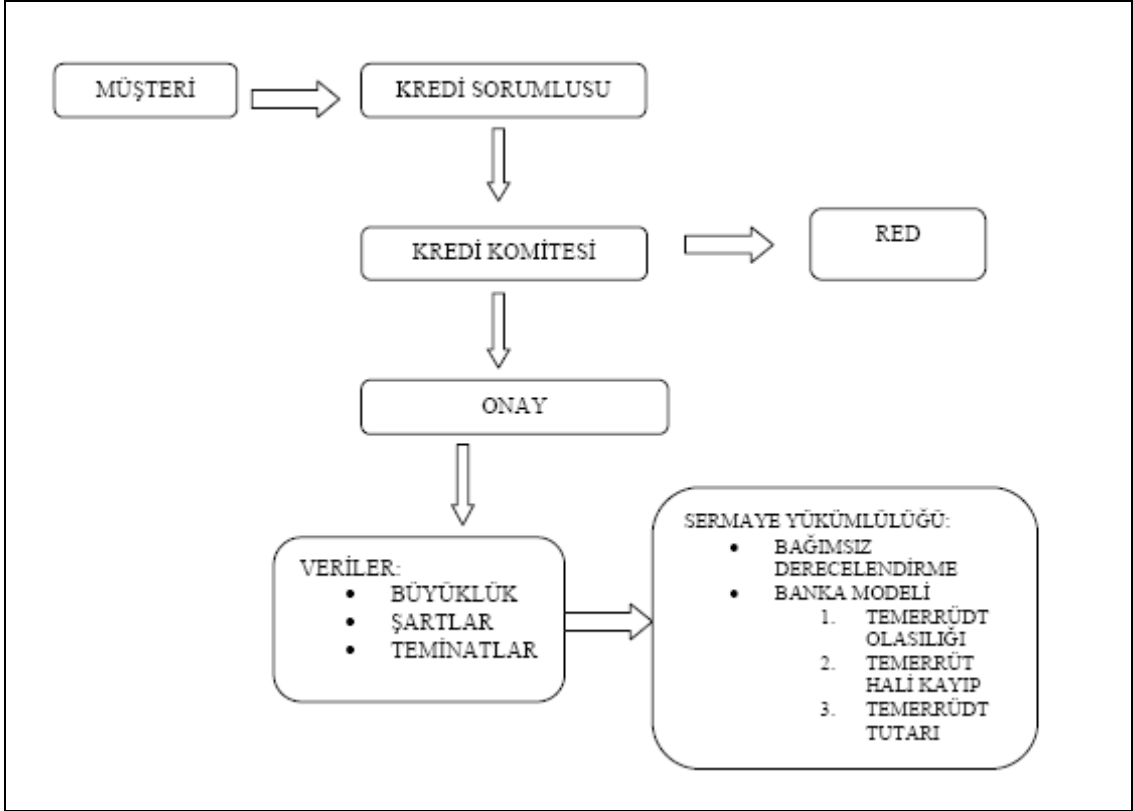 MÜŞTERİ
KREDİ SORUMLUSU
KREDİ KOMİTESİ
RED
ONAY
VERİLER:
• BÜYÜKLÜK
• ŞARTLAR
• TEMİNATLAR
SERMAYE YÜKÜMLÜLÜĞÜ:
• BAĞIMSIZ
DERECELENDİRME
• BANKA MODELİ
1. TEMERRÜDT
OLASILIĞI
2. TEMERRÜT
HALİ KAYIP
3. TEMERRÜDT
TUTARI